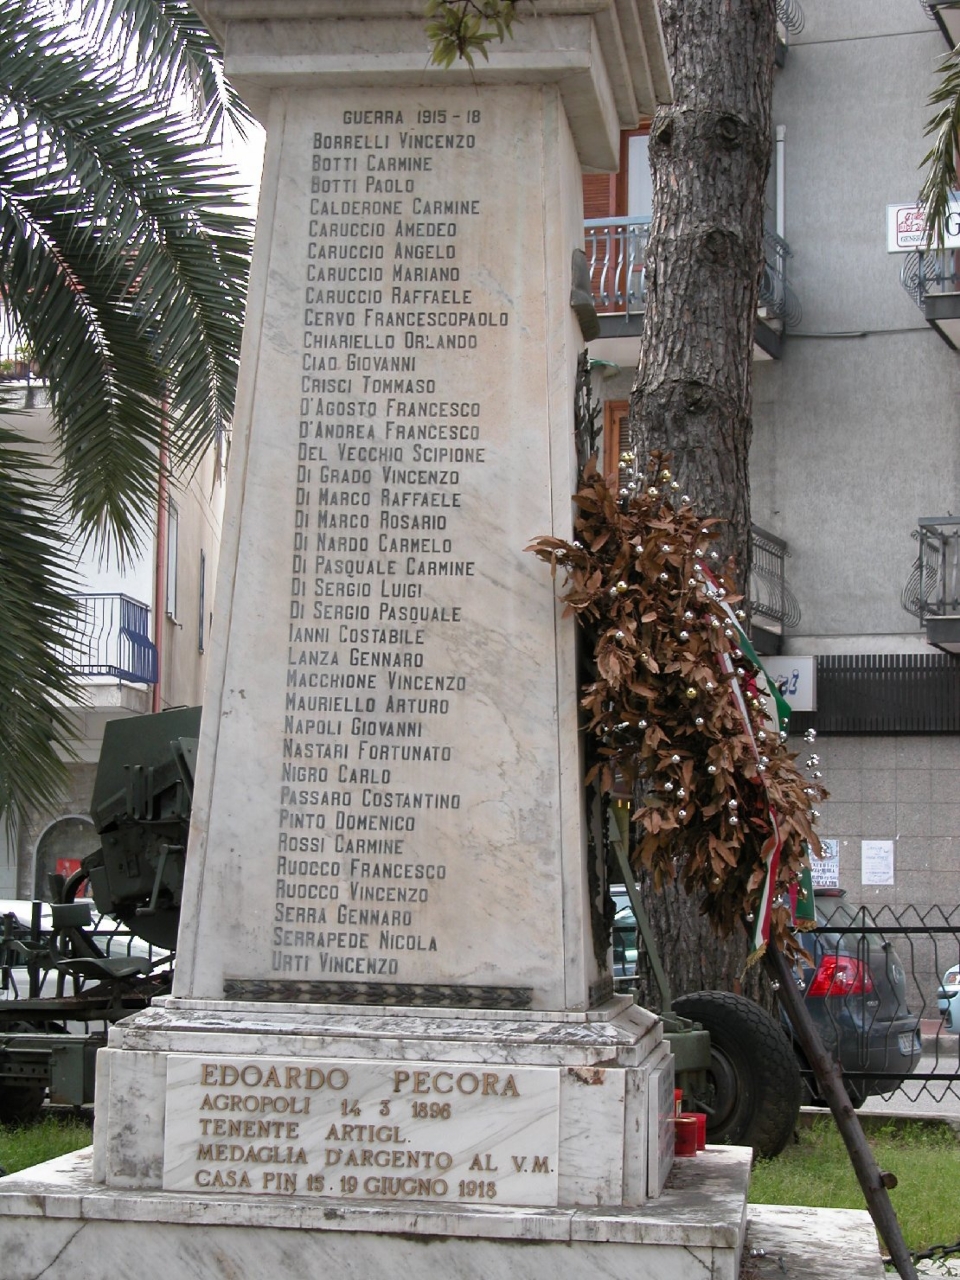 GUERRA 1915-18
BORRELLI VINCENZO
BOTTI CARMINE
BOTTI PAOLO
CALDERONE CARMINE
CARUCCIO AMEDEO
CARUCCIO ANGELO
CARUCCIO MARIANO
CARUCCIO RAFFAELE
CERVO FRANCESCOPAOLO
CHIARIELLO ORLANDO
CIAO GIOVANNI
CRISCI TOMMASO
D'AGOSTO FRANCESCO
D'ANDREA FRANCESCO
DEL VECCHIO SCIPIONE
DI GRADO VINCENZO
DI MARCO RAFFAELE
DI MARCO ROSARIO
DI NARDO CARMELO
DI PASQUALE CARMINE
DI SERGIO LUIGI
DI SERGIO PASQUALE
IANNI COSTABILE
LANZA GENNARO
MACCHIONE VINCENZO
MAURIELLO ARTURO
NAPOLI GIOVANNI
NASTARI FORTUNATO
NIGRO CARLO
PASSARO COSTANTINO
PINTO DOMENICO
ROSSI CARMINE
RUOCCO FRANCESCO
RUOCCO VINCENZO
SERRA GENNARO
SERRAPEDE NICOLA
URTI VINCENZO
EDOARDO PECORA
AGROPOLI 14-3-1896
TENENTE ARTIGL.
MEDAGLIA D'ARGENTO AL V.M.
CASA PIN 15.19 GIUGNO 1918